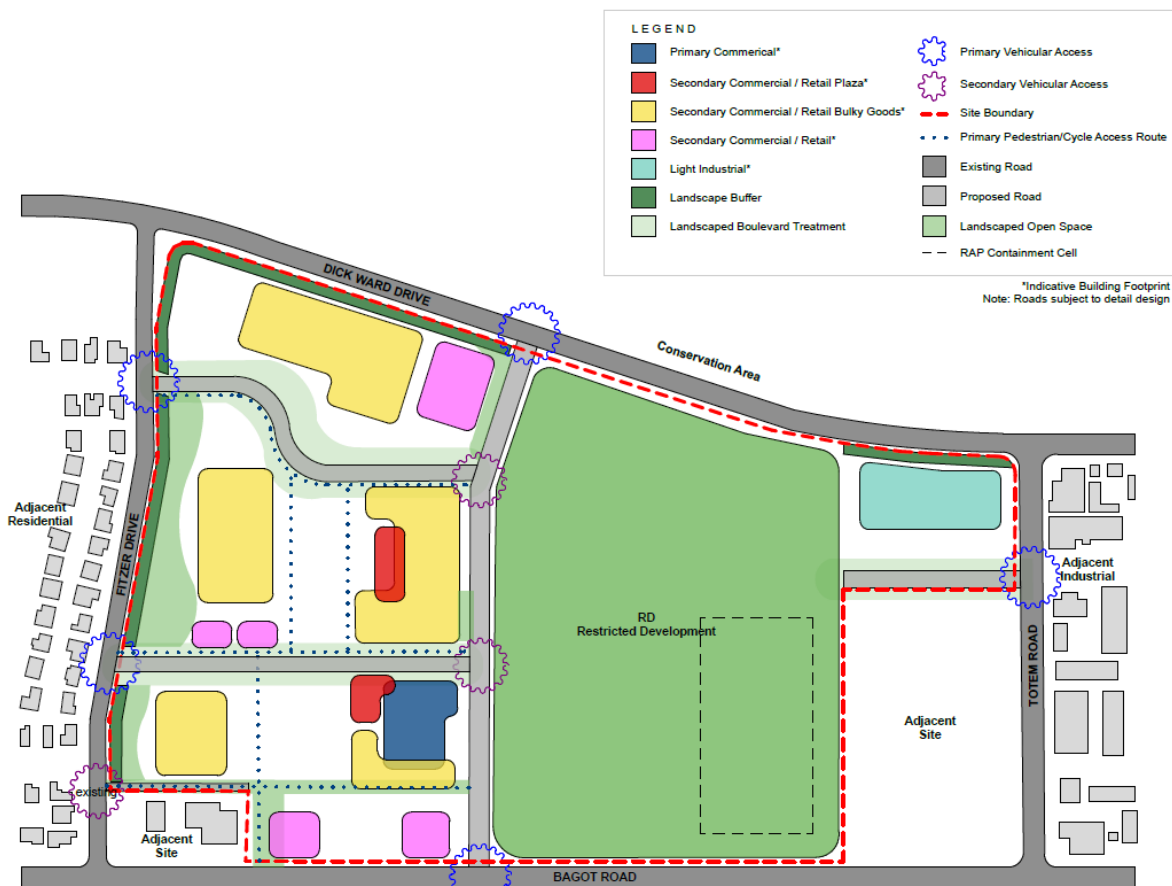 LEGEND
Primary Commerical*
Secondary Commercial / Retail Plaza*
Secondary Commercial / Retail Bulky Goods*
Secondary Commercial / Retail*
Light Industrial*
Landscape Buffer
Landscaped Boulevard Treatment
Primary Vehicular Access
Secondary Vehicular Access
Site Boundary
Primary Pedestrian/Cycle Access Route
Existing Road
Proposed Road
Landscaped Open Space
RAP Containment Cell
*Indicative Building Footprint
Note: Roads subject to detail design
DICK WARD DRIVE
Conservation Area
Adjacent
Residential
FITZER DRIVE
Adjacent
Industrial
RD
Restricted Development
TOTEM ROAD
Adjacent
Site
existing
Adjacent
Site
BAGOT ROAD